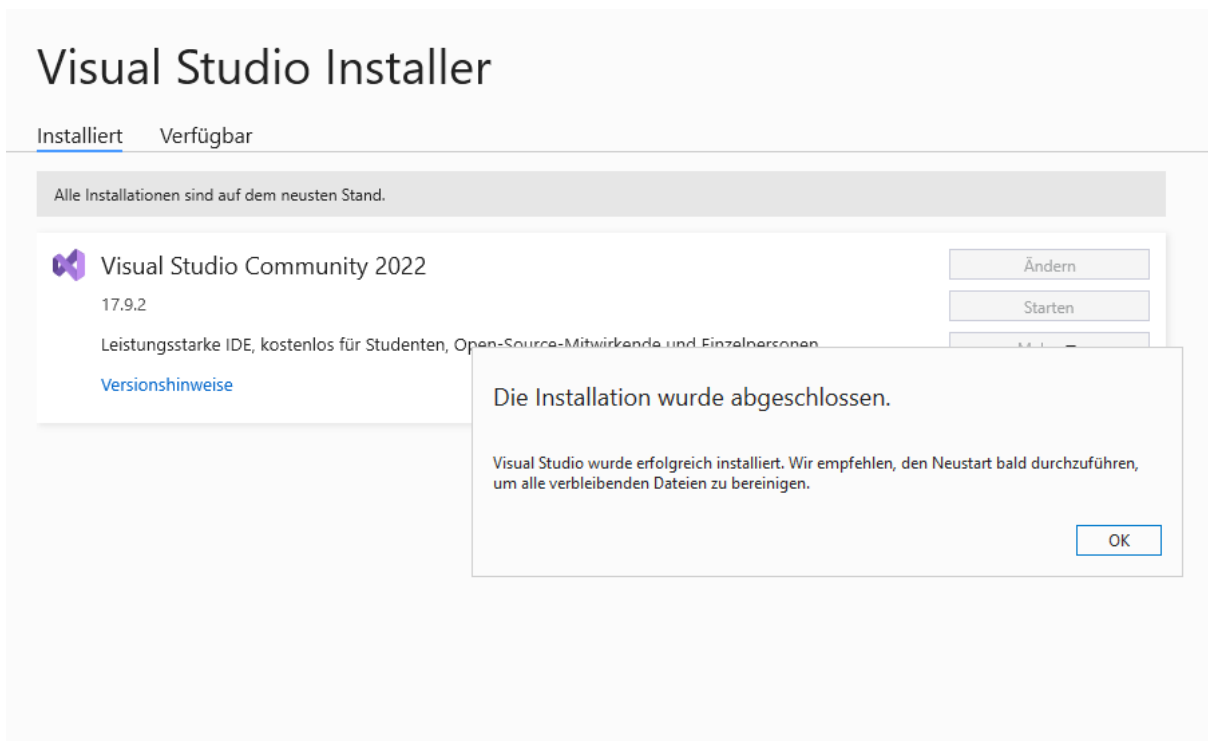 Visual Studio Installer
Installiert Verfügbar
Alle Installationen sind auf dem neusten Stand.
Visual Studio Community 2022
Ändern
17.9.2
Starten
Leistungsstarke IDE, kostenlos für Studenten, Open-Source-Mitwirkende und Einzelpersonen
Versionshinweise
Die Installation wurde abgeschlossen.
Visual Studio wurde erfolgreich installiert. Wir empfehlen, den Neustart bald durchzuführen,
um alle verbleibenden Dateien zu bereinigen.
OK